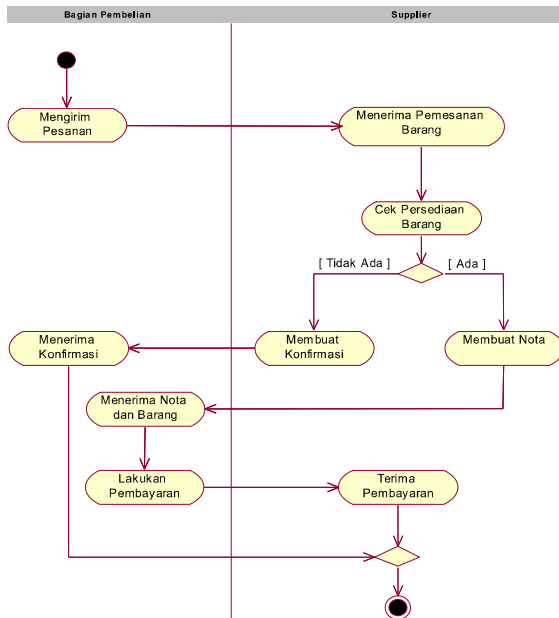 Bagian Pembelian
Supplier
Mengirim
Pesanan
Menerima Pemesanan
Barang
Cek Persediaan
Barang
[ Tidak Ada ]
[ Ada ]
Menerima
Konfirmasi
Membuat
Konfirmasi
Membuat Nota
Menerima Nota
dan Barang
Lakukan
Pembayaran
Terima
Pembayaran